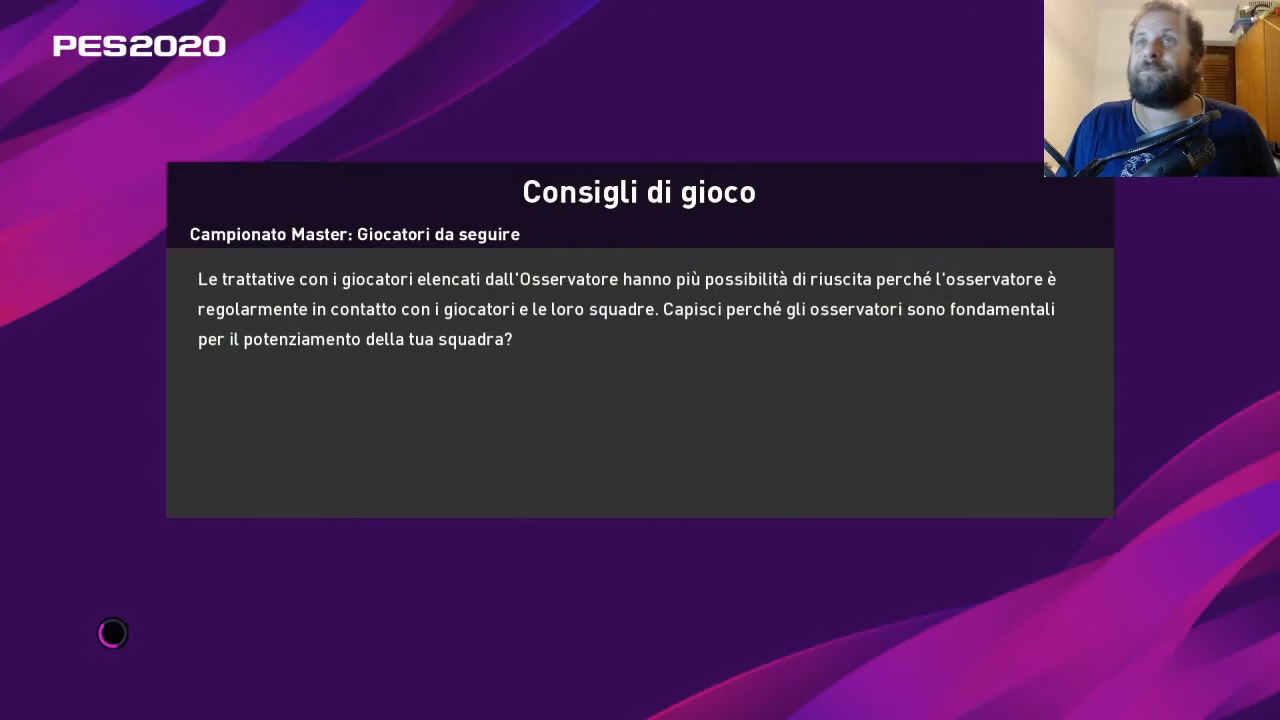 PES2020
Consigli di gioco
Campionato Master: Giocatori da seguire
Le trattative con i giocatori elencati dall'Osservatore hanno più possibilità di riuscita perché l'osservatore è
regolarmente in contatto con i giocatori e le loro squadre. Capisci perché gli osservatori sono fondamentali
per il potenziamento della tua squadra?